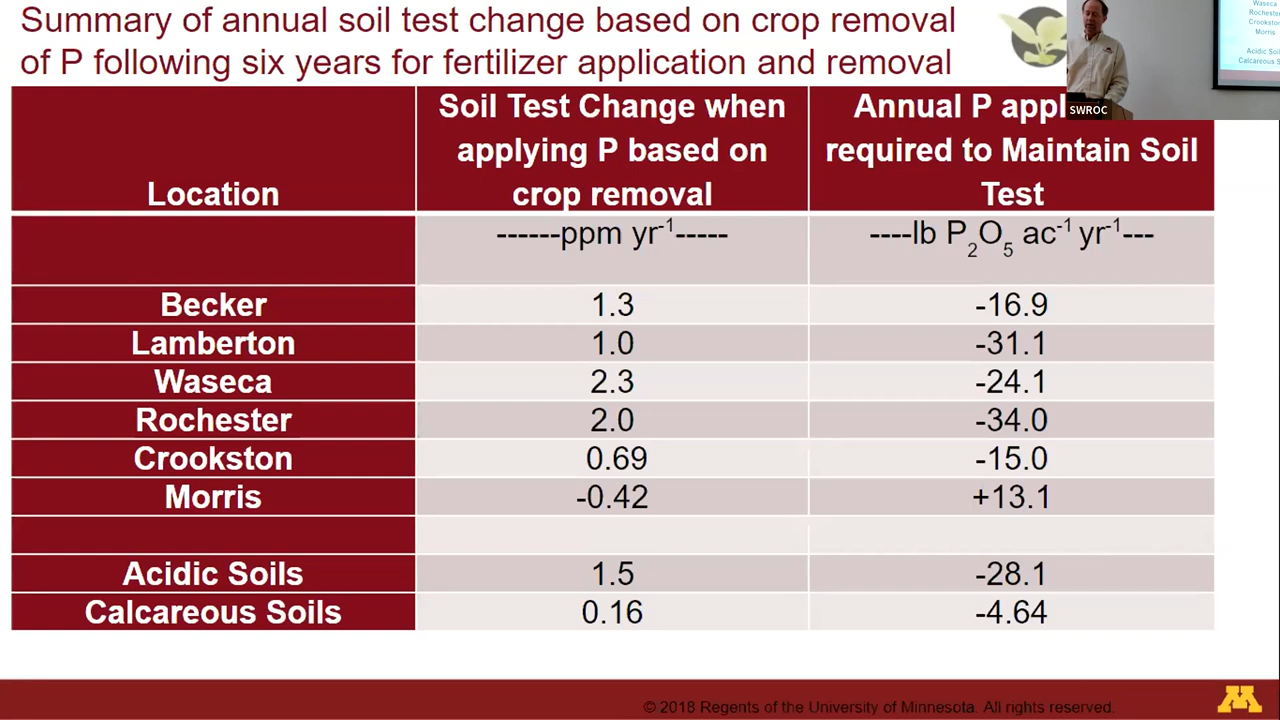 Summary of annual soil test change based on crop removal
of P following six years for fertilizer application and removal
Waseca
Rochester
Crookston
Morris
Acidic Soil
Calcareous S
SWROC
Location
Soil Test Change when
applying P based on
crop removal
Annual P appl
required to Maintain Soil
Test
------ppm yr-1-----
----lb P2O5 ac-1 yr-1---
Becker 1.3 -16.9
Lamberton 1.0 -31.1
Waseca 2.3 -24.1
Rochester 2.0 -34.0
Crookston 0.69 -15.0
Morris -0.42 +13.1
Acidic Soils 1.5 -28.1
Calcareous Soils 0.16 -4.64
© 2018 Regents of the University of Minnesota. All rights reserved.
M